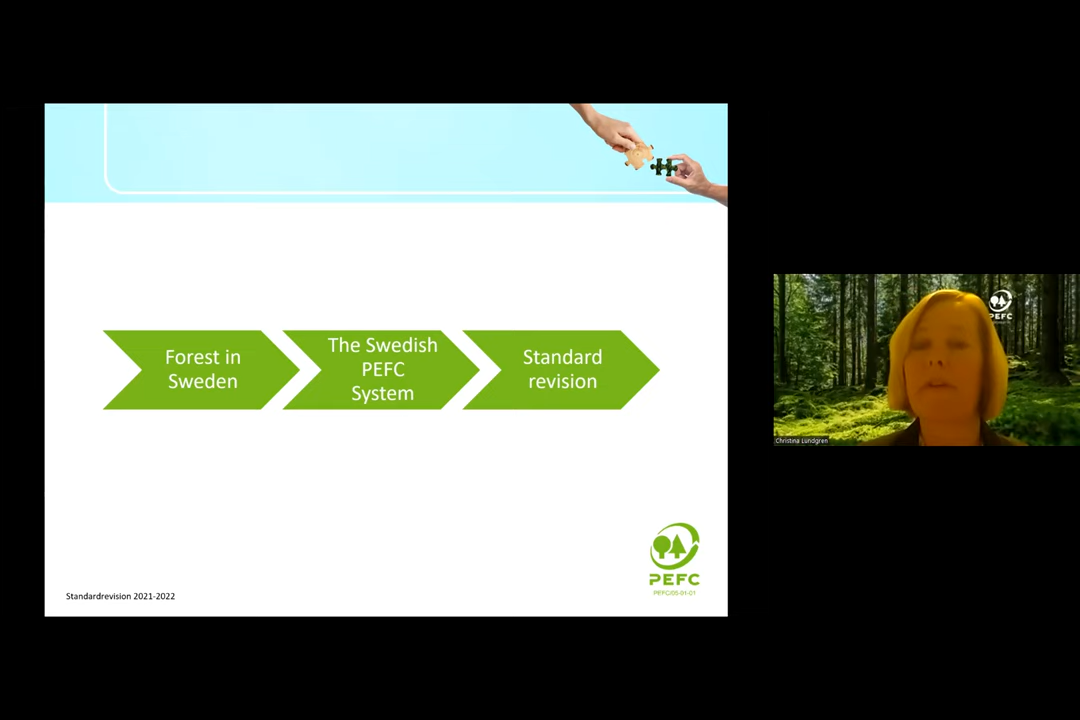 Forest in
Sweden
The Swedish
PEFC
System
Standard
revision
PEFC
Christina Lundgren
PEFC
PEFC/05-01-01
Standardrevision 2021-2022